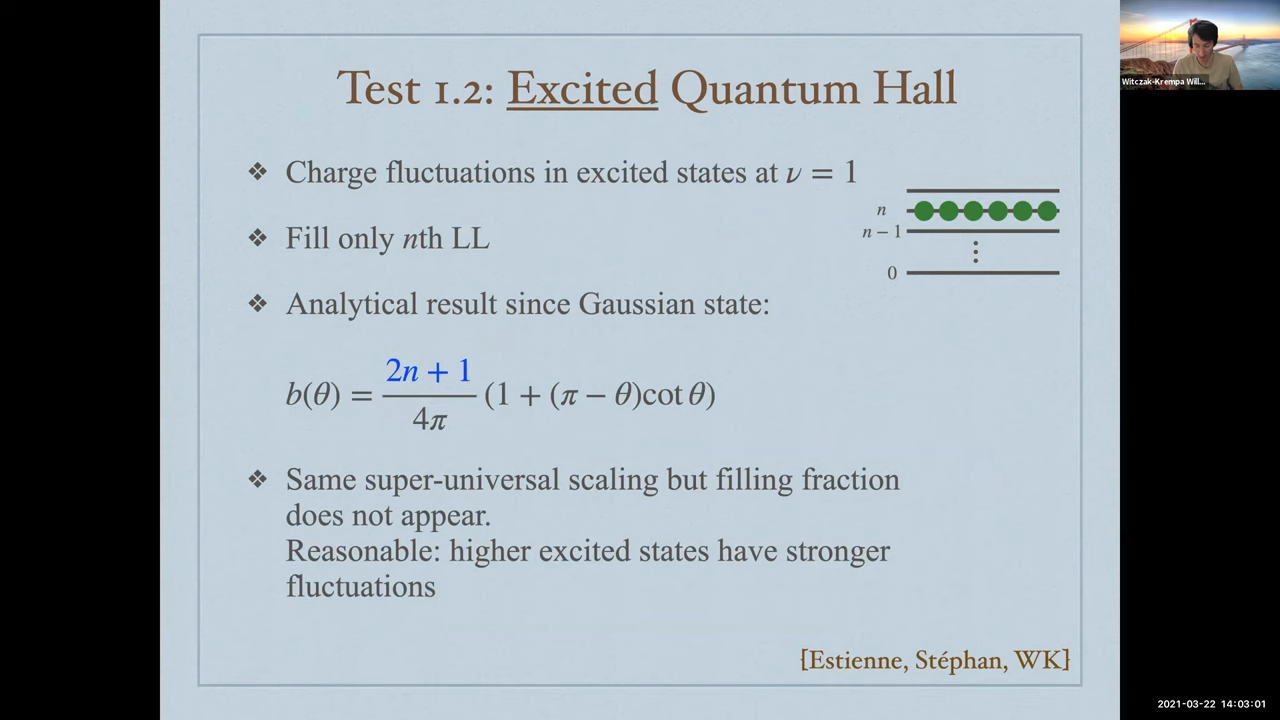 Witczak-Krempa Will...
Test 1.2: Excited Quantum Hall
❖ Charge fluctuations in excited states at ν = 1
n
n − 1
⋮
0
❖ Fill only nth LL
❖ Analytical result since Gaussian state:
b(θ) = \frac{2n + 1}{4π} (1 + (π − θ)cot θ)
❖ Same super-universal scaling but filling fraction
does not appear.
Reasonable: higher excited states have stronger
fluctuations
[Estienne, Stéphan, WK]
2021-03-22 14:03:01